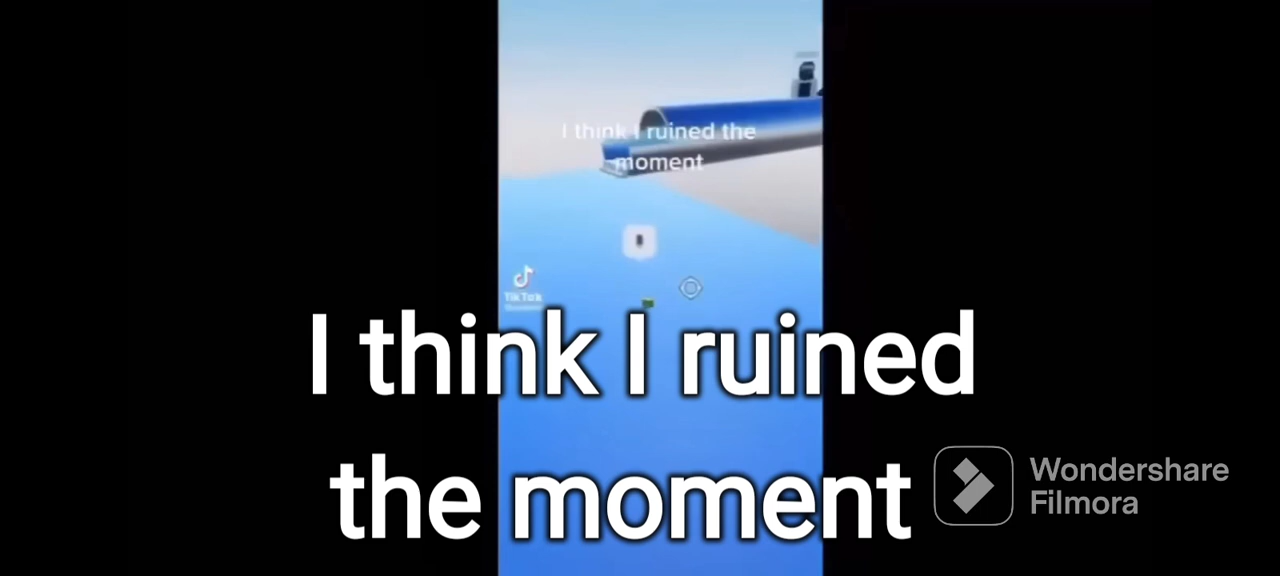 I think I ruined the
moment
TikTok
I think I ruined
the moment
Wondershare
Filmora